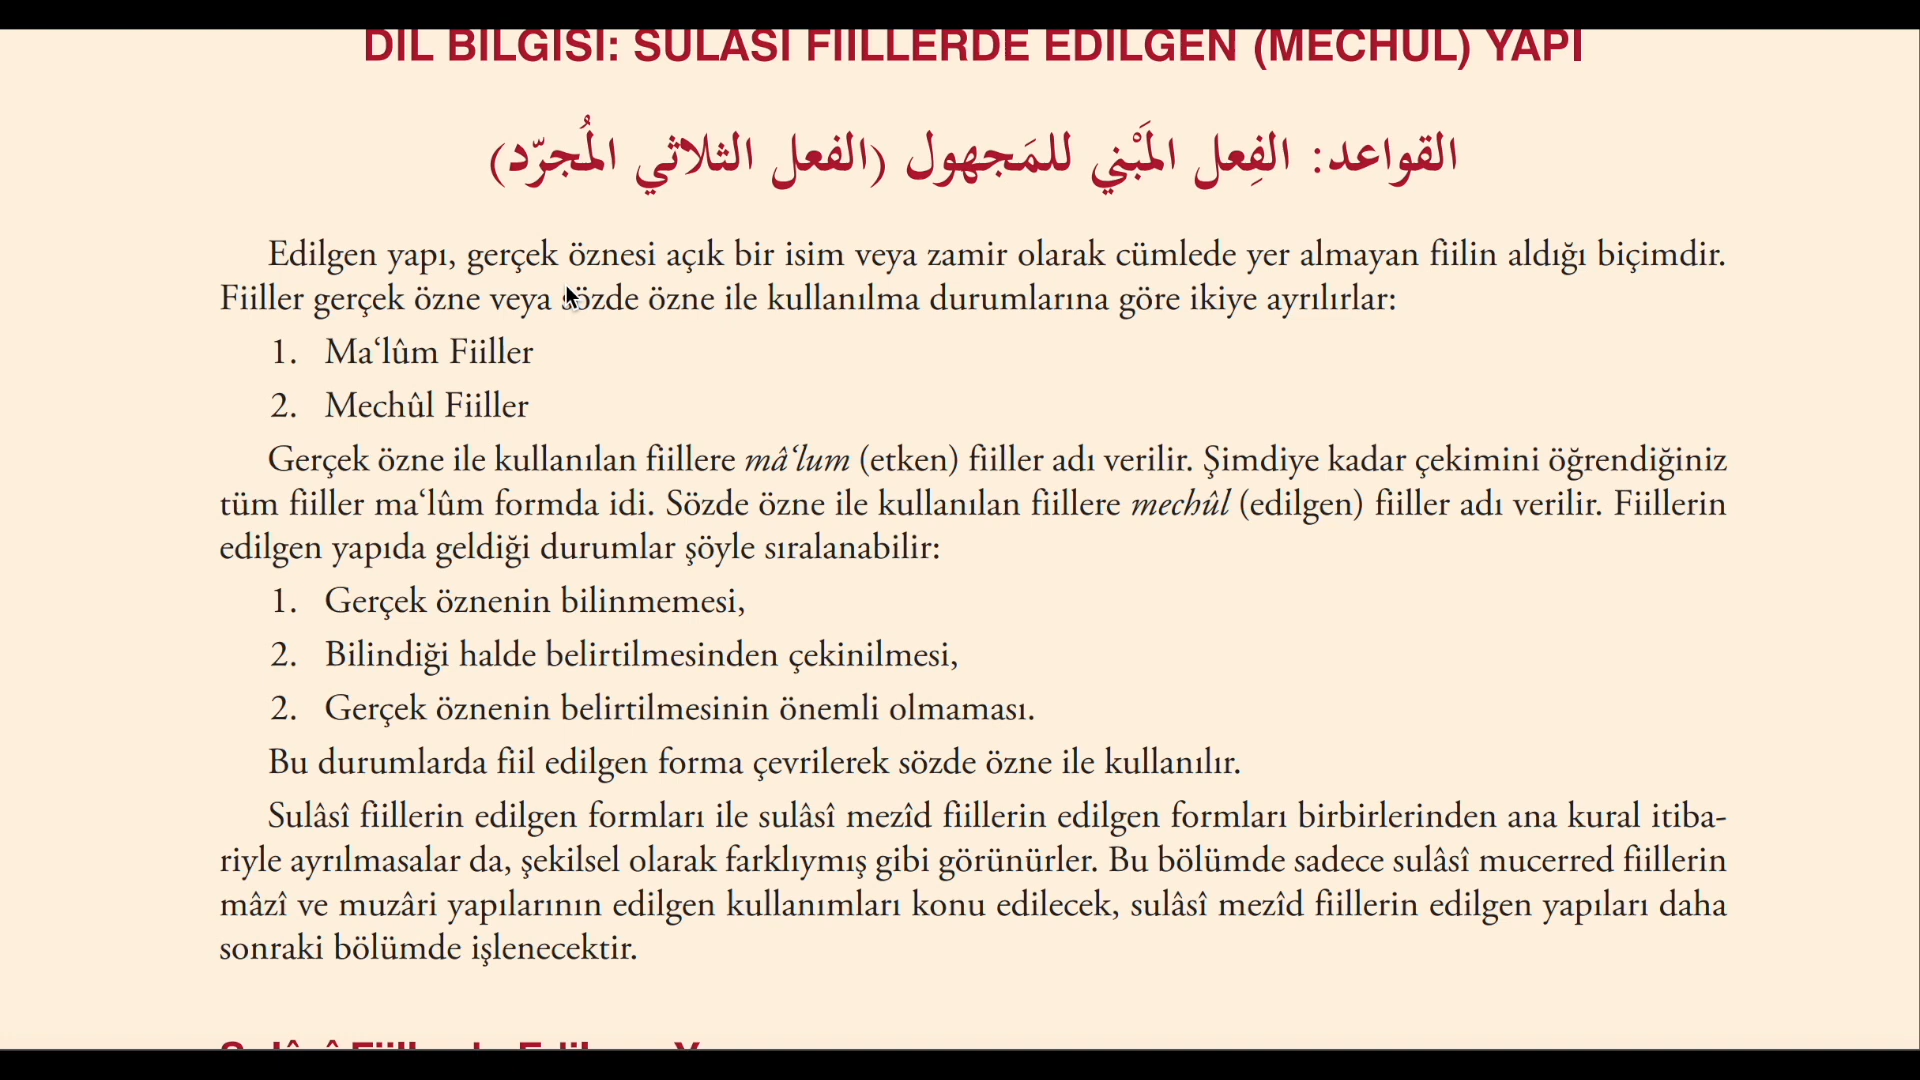 DİL BİLGİSİ: SÜLÂSÎ FİİLLERDE EDİLGEN (MECHÛL) YAPI
القواعد: الفِعل المَبْني للمَجهول (الفعل الثلاثي المُجرّد)
Edilgen yapı, gerçek öznesi açık bir isim veya zamir olarak cümlede yer almayan fiilin aldığı biçimdir.
Fiiller gerçek özne veya sözde özne ile kullanılma durumlarına göre ikiye ayrılırlar:
1. Ma‘lûm Fiiller
2. Mechûl Fiiller
Gerçek özne ile kullanılan fiillere mâ‘lum (etken) fiiller adı verilir. Şimdiye kadar çekimini öğrendiğiniz
tüm fiiller ma‘lûm formda idi. Sözde özne ile kullanılan fiillere mechûl (edilgen) fiiller adı verilir. Fiillerin
edilgen yapıda geldiği durumlar şöyle sıralanabilir:
1. Gerçek öznenin bilinmemesi,
2. Bilindiği halde belirtilmesinden çekinilmesi,
2. Gerçek öznenin belirtilmesinin önemli olmaması.
Bu durumlarda fiil edilgen forma çevrilerek sözde özne ile kullanılır.
Sulâsî fiillerin edilgen formları ile sulâsî mezîd fiillerin edilgen formları birbirlerinden ana kural itiba-
riyle ayrılmasalar da, şekilsel olarak farklıymış gibi görünürler. Bu bölümde sadece sulâsî mucerred fiillerin
mâzî ve muzâri yapılarının edilgen kullanımları konu edilecek, sulâsî mezîd fiillerin edilgen yapıları daha
sonraki bölümde işlenecektir.